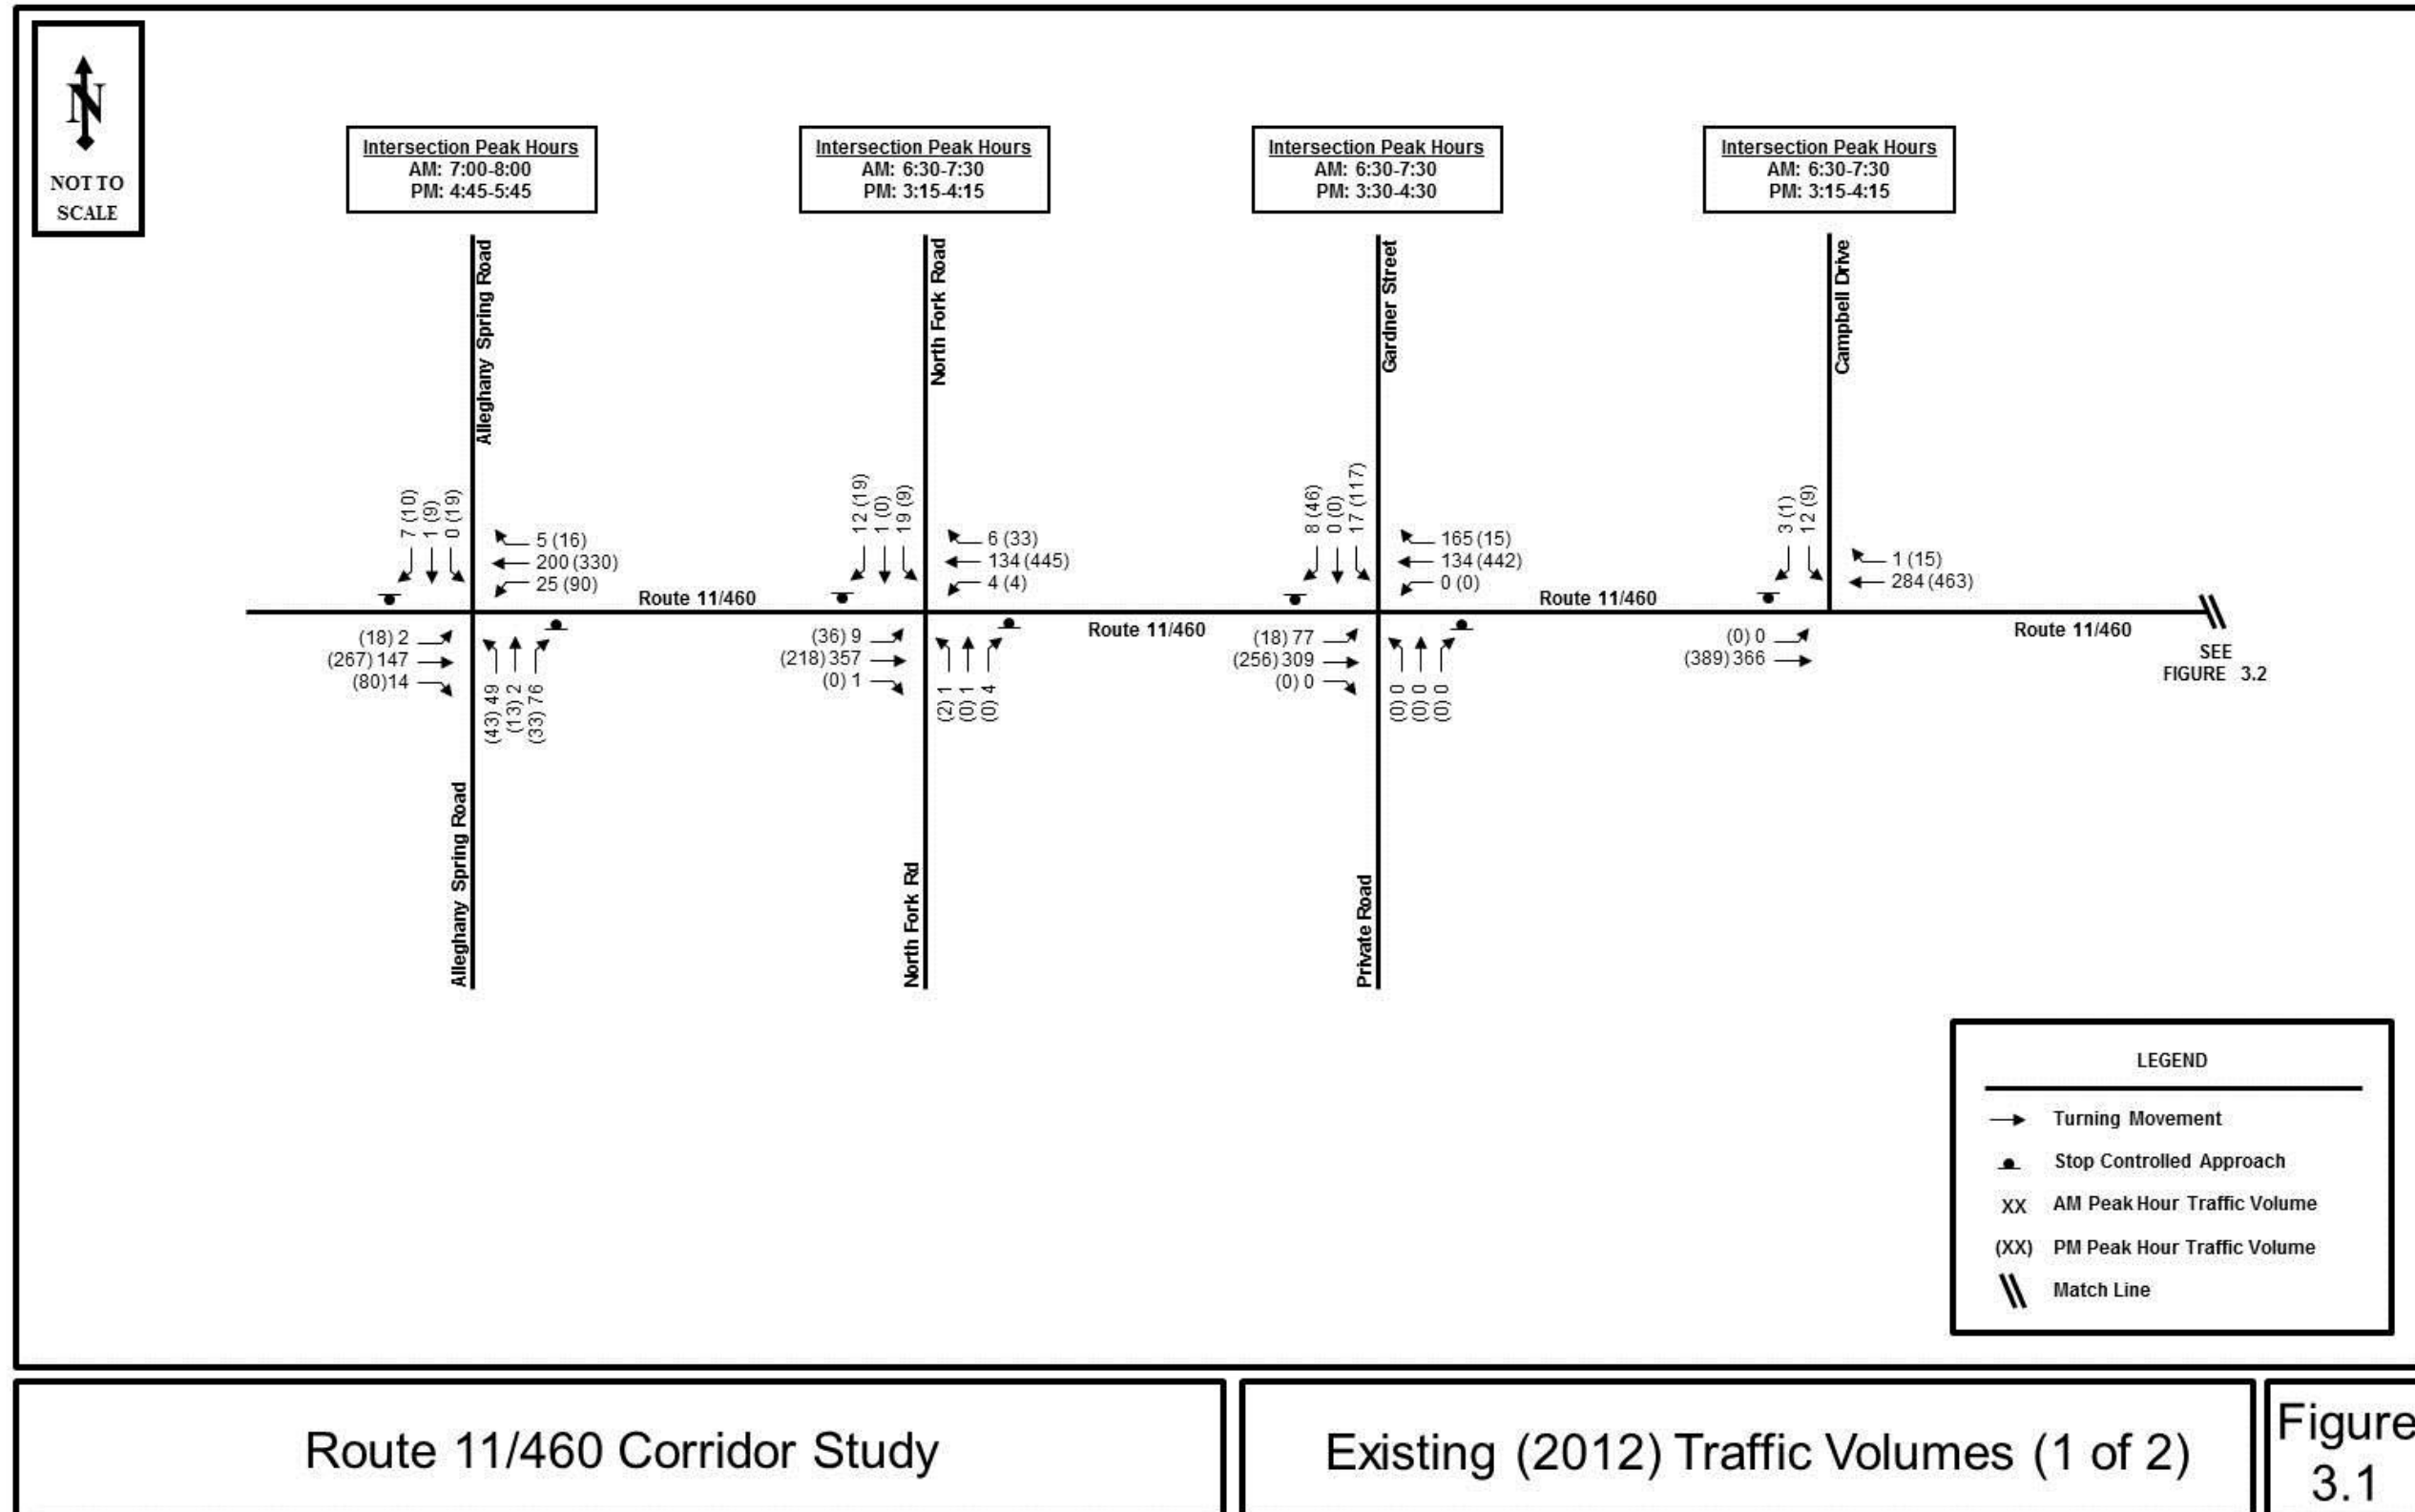 N
NOT TO
SCALE
Intersection Peak Hours
AM: 7:00-8:00
PM: 4:45-5:45
Intersection Peak Hours
AM: 6:30-7:30
PM: 3:15-4:15
Intersection Peak Hours
AM: 6:30-7:30
PM: 3:30-4:30
Intersection Peak Hours
AM: 6:30-7:30
PM: 3:15-4:15
Alleghany Spring Road
North Fork Road
Gardner Street
Campbell Drive
7 (10)
1 (9)
0 (19)
5 (16)
200 (330)
25 (90)
Route 11/460
(18) 2
(267) 147
(80)14
(43) 49
(13) 2
(33) 76
Alleghany Spring Road
12 (19)
1 (0)
19 (9)
6 (33)
134 (445)
4 (4)
Route 11/460
(36) 9
(218) 357
(0) 1
(2) 1
(0) 1
(0) 4
North Fork Rd
8 (46)
0 (0)
17 (117)
165 (15)
134 (442)
0 (0)
Route 11/460
(18) 77
(256) 309
(0) 0
(0) 0
(0) 0
(0) 0
Private Road
3 (1)
12 (9)
1 (15)
284 (463)
(0) 0
(389) 366
Route 11/460
SEE
FIGURE 3.2
LEGEND
Turning Movement
Stop Controlled Approach
XX AM Peak Hour Traffic Volume
(XX) PM Peak Hour Traffic Volume
Match Line
Route 11/460 Corridor Study
Existing (2012) Traffic Volumes (1 of 2)
Figure
3.1